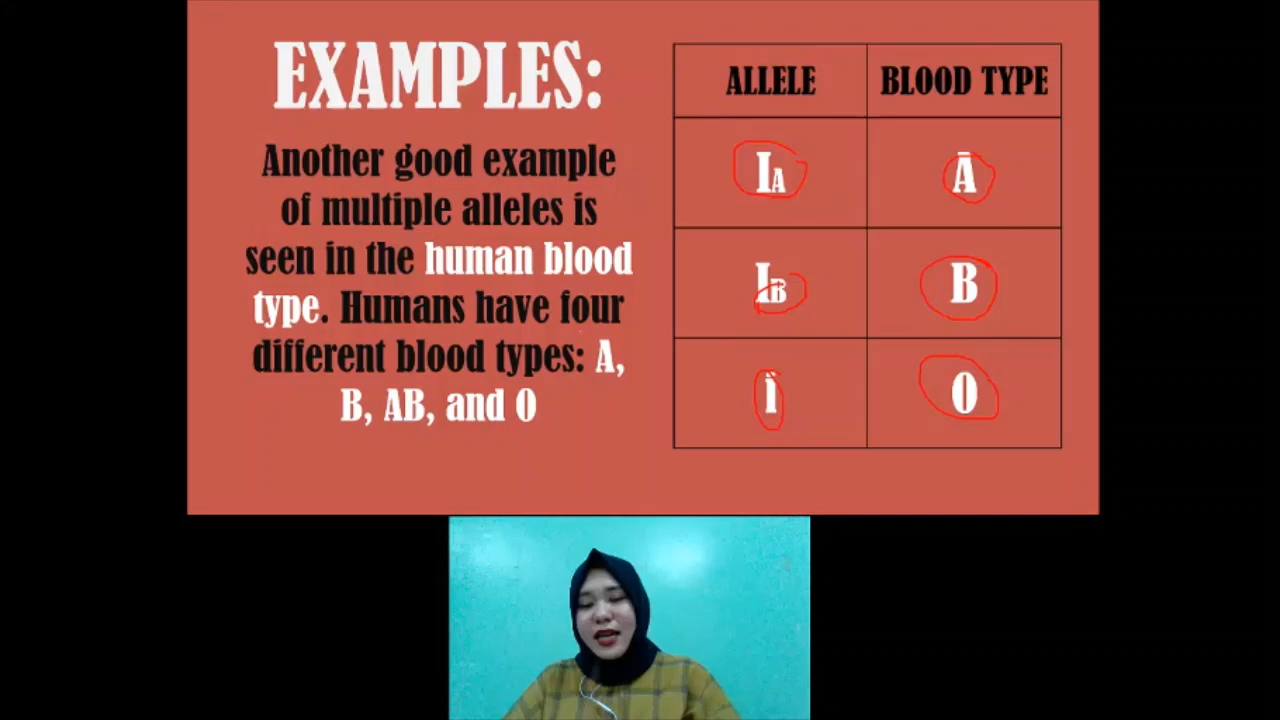 EXAMPLES:
Another good example
of multiple alleles is
seen in the human blood
type. Humans have four
different blood types: A,
B, AB, and O
ALLELE BLOOD TYPE
IA Ā
IB B
ì O